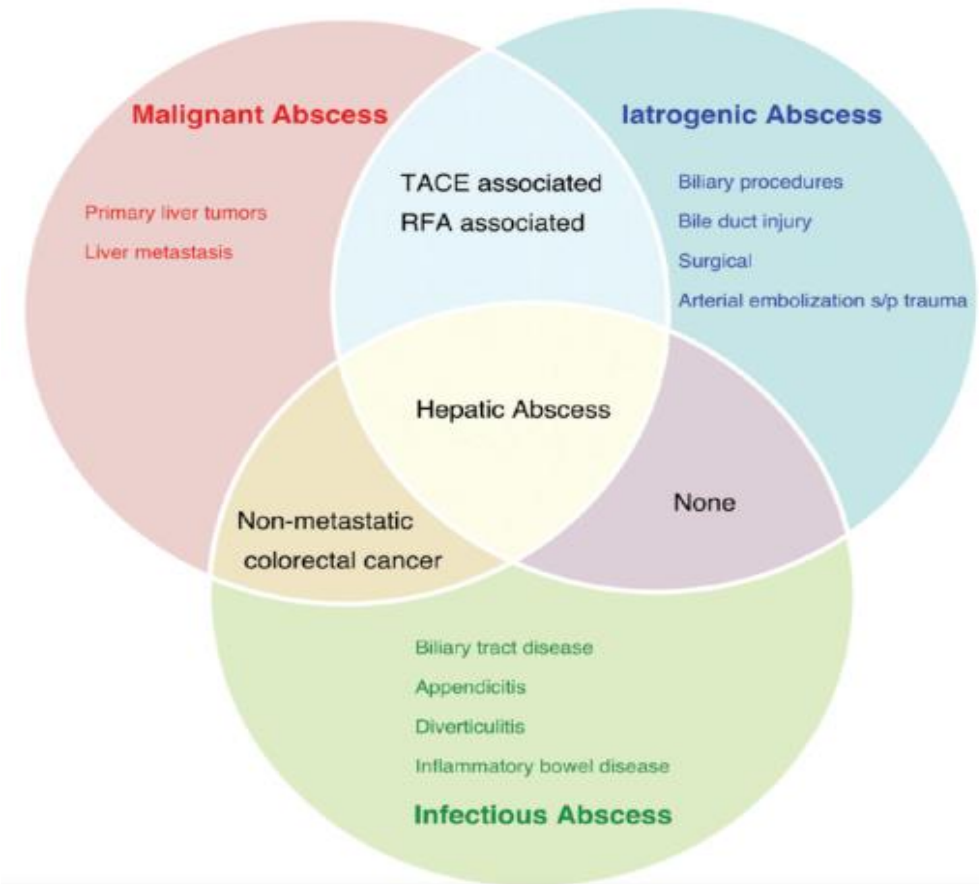 Malignant Abscess
Primary liver tumors
Liver metastasis
TACE associated
RFA associated
Iatrogenic Abscess
Biliary procedures
Bile duct injury
Surgical
Arterial embolization s/p trauma
Hepatic Abscess
Non-metastatic
colorectal cancer
None
Biliary tract disease
Appendicitis
Diverticulitis
Inflammatory bowel disease
Infectious Abscess